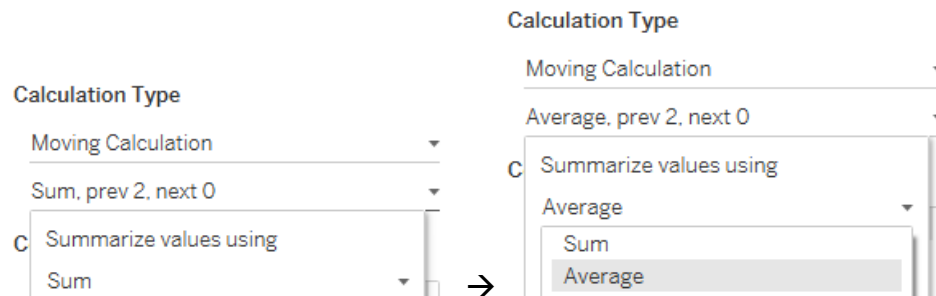 Calculation Type
Moving Calculation
Sum, prev 2, next 0
C
Summarize values using
Sum
→
Calculation Type
Moving Calculation
Average, prev 2, next 0
C
Summarize values using
Average
Sum
Average